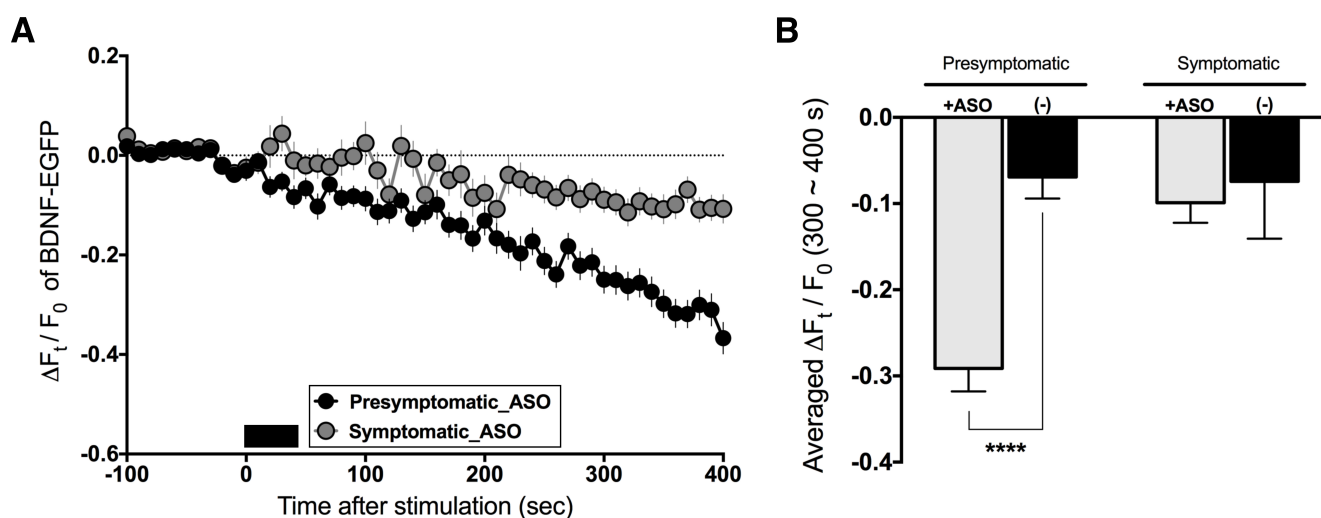 A
0.2
0.0
-0.2
-0.4
-0.6
ΔFt / F0 of BDNF-EGFP
Presymptomatic_ASO
Symptomatic_ASO
-100 0 100 200 300 400
Time after stimulation (sec)
B
Presymptomatic Symptomatic
+ASO (-) +ASO (-)
0.0
-0.1
-0.2
-0.3
-0.4
Averaged ΔFt / F0 (300 ~ 400 s)
****